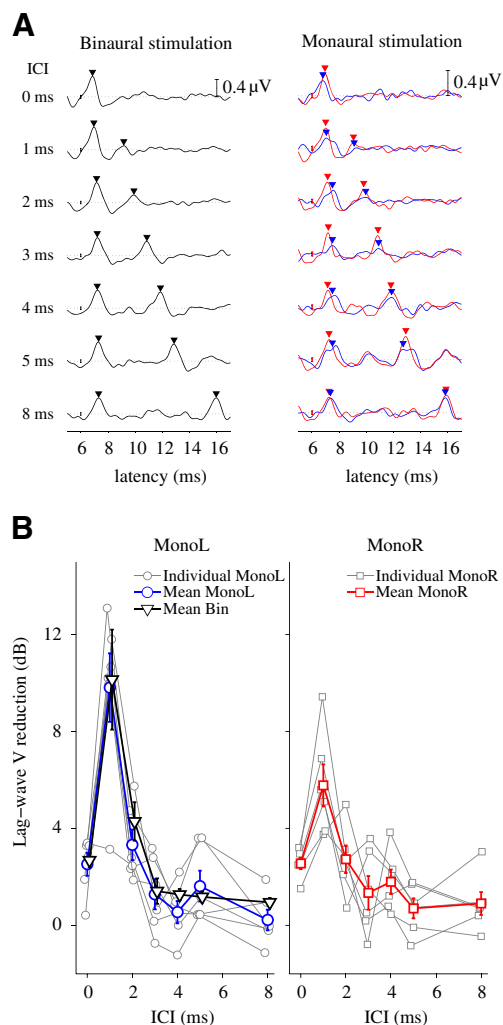 A
Binaural stimulation
Monaural stimulation
ICI
0 ms
0.4 μV
0.4 μV
1 ms
2 ms
3 ms
4 ms
5 ms
8 ms
6 8 10 12 14 16
6 8 10 12 14 16
latency (ms)
latency (ms)
B
MonoL
MonoR
Individual MonoL
Mean MonoL
Mean Bin
Individual MonoR
Mean MonoR
Lag−wave V reduction (dB)
12
8
4
0
0 2 4 6 8
0 2 4 6 8
ICI (ms)
ICI (ms)